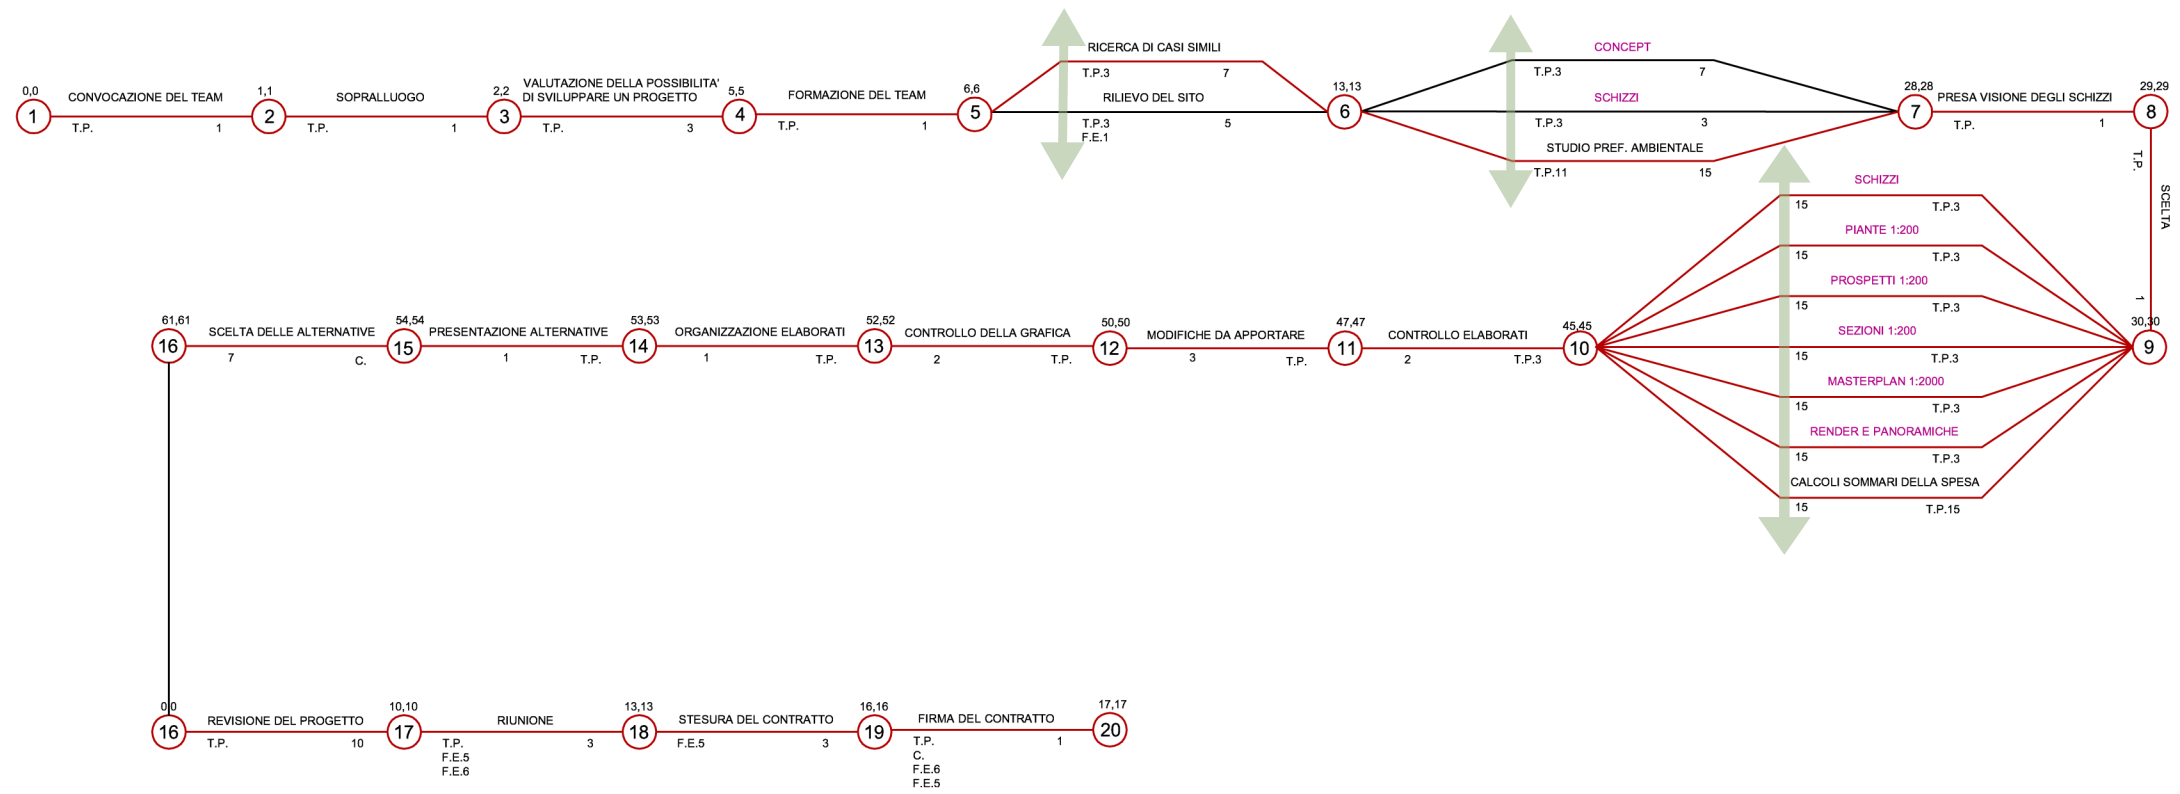 0,0
CONVOCAZIONE DEL TEAM
1
T.P.
1
1,1
SOPRALLUOGO
2
T.P.
1
2,2
VALUTAZIONE DELLA POSSIBILITA'
DI SVILUPPARE UN PROGETTO
3
T.P.
3
5,5
FORMAZIONE DEL TEAM
4
T.P.
1
6,6
5
RICERCA DI CASI SIMILI
T.P.3
7
RILIEVO DEL SITO
T.P.3
5
F.E.1
13,13
6
CONCEPT
T.P.3
7
SCHIZZI
T.P.3
3
STUDIO PREF. AMBIENTALE
T.P.11
15
28,28
7
PRESA VISIONE DEGLI SCHIZZI
T.P.
1
29,29
8
T.P.
SCELTA
1
30,30
9
SCHIZZI
15
T.P.3
PIANTE 1:200
15
T.P.3
PROSPETTI 1:200
15
T.P.3
SEZIONI 1:200
15
T.P.3
MASTERPLAN 1:2000
15
T.P.3
RENDER E PANORAMICHE
15
T.P.3
CALCOLI SOMMARI DELLA SPESA
15
T.P.15
45,45
10
CONTROLLO ELABORATI
2
T.P.3
47,47
11
MODIFICHE DA APPORTARE
3
T.P.
50,50
12
CONTROLLO DELLA GRAFICA
2
T.P.
52,52
13
ORGANIZZAZIONE ELABORATI
1
T.P.
53,53
14
PRESENTAZIONE ALTERNATIVE
1
T.P.
54,54
15
SCELTA DELLE ALTERNATIVE
7
C.
61,61
16
0,0
16
REVISIONE DEL PROGETTO
T.P.
10
10,10
17
RIUNIONE
T.P.
3
F.E.5
F.E.6
13,13
18
STESURA DEL CONTRATTO
F.E.5
3
16,16
19
FIRMA DEL CONTRATTO
T.P.
1
C.
F.E.6
F.E.5
17,17
20